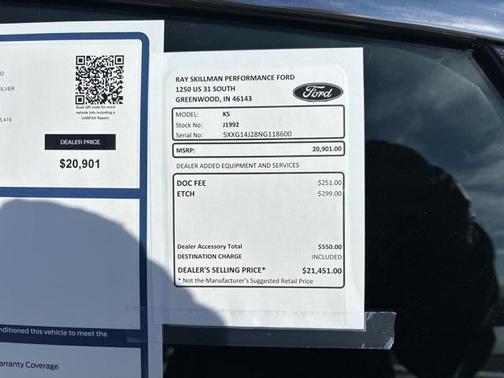 O
SILVER
5,419
Scan QR code for more
vehicle info including a
CARFAX Report.
DEALER PRICE
$20,901
nditioned this vehicle to meet the
arranty Coverage
RAY SKILLMAN PERFORMANCE FORD
1250 US 31 SOUTH
GREENWOOD, IN 46143
Ford
MODEL: K5
Stock No: J1992
Serial No: 5XXG14J28NG118600
MSRP: 20,901.00
DEALER ADDED EQUIPMENT AND SERVICES
DOC FEE $251.00
ETCH $299.00
Dealer Accessory Total $550.00
DESTINATION CHARGE INCLUDED
DEALER'S SELLING PRICE* $21,451.00
* Not the Manufacturer's Suggested Retail Price